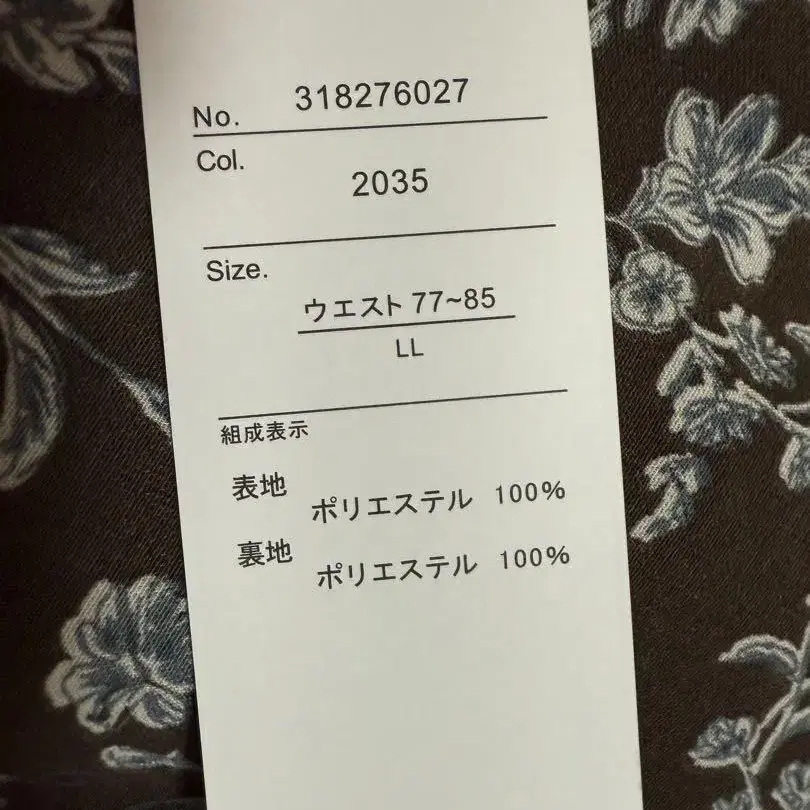 No. 318276027
Col.
2035
Size.
ウエスト 77~85
LL
組成表示
表地
ポリエステル 100%
裏地
ポリエステル 100%